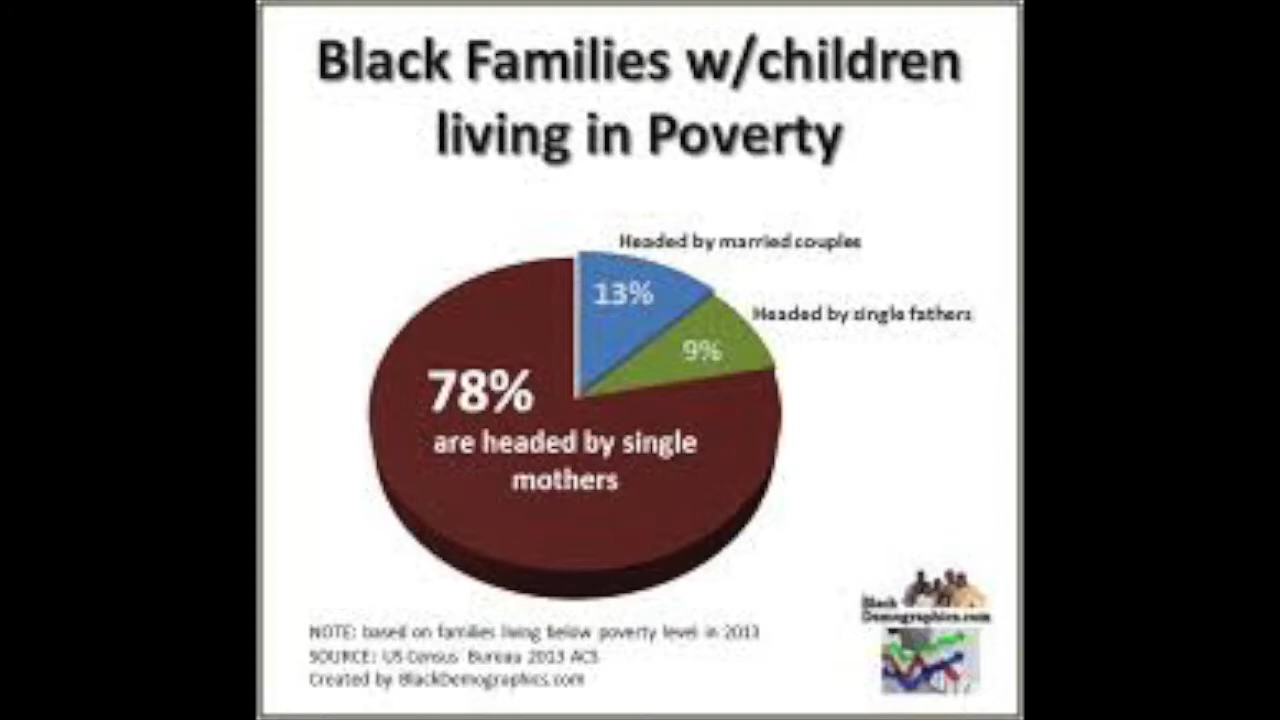 Black Families w/children
living in Poverty
Headed by married couples
13%
Headed by single fathers
9%
78%
are headed by single
mothers
NOTE: based on families living below poverty level in 2013
SOURCE: US Census Bureau 2013 ACS
Created by BlackDemographics.com
Black
Demographics.com